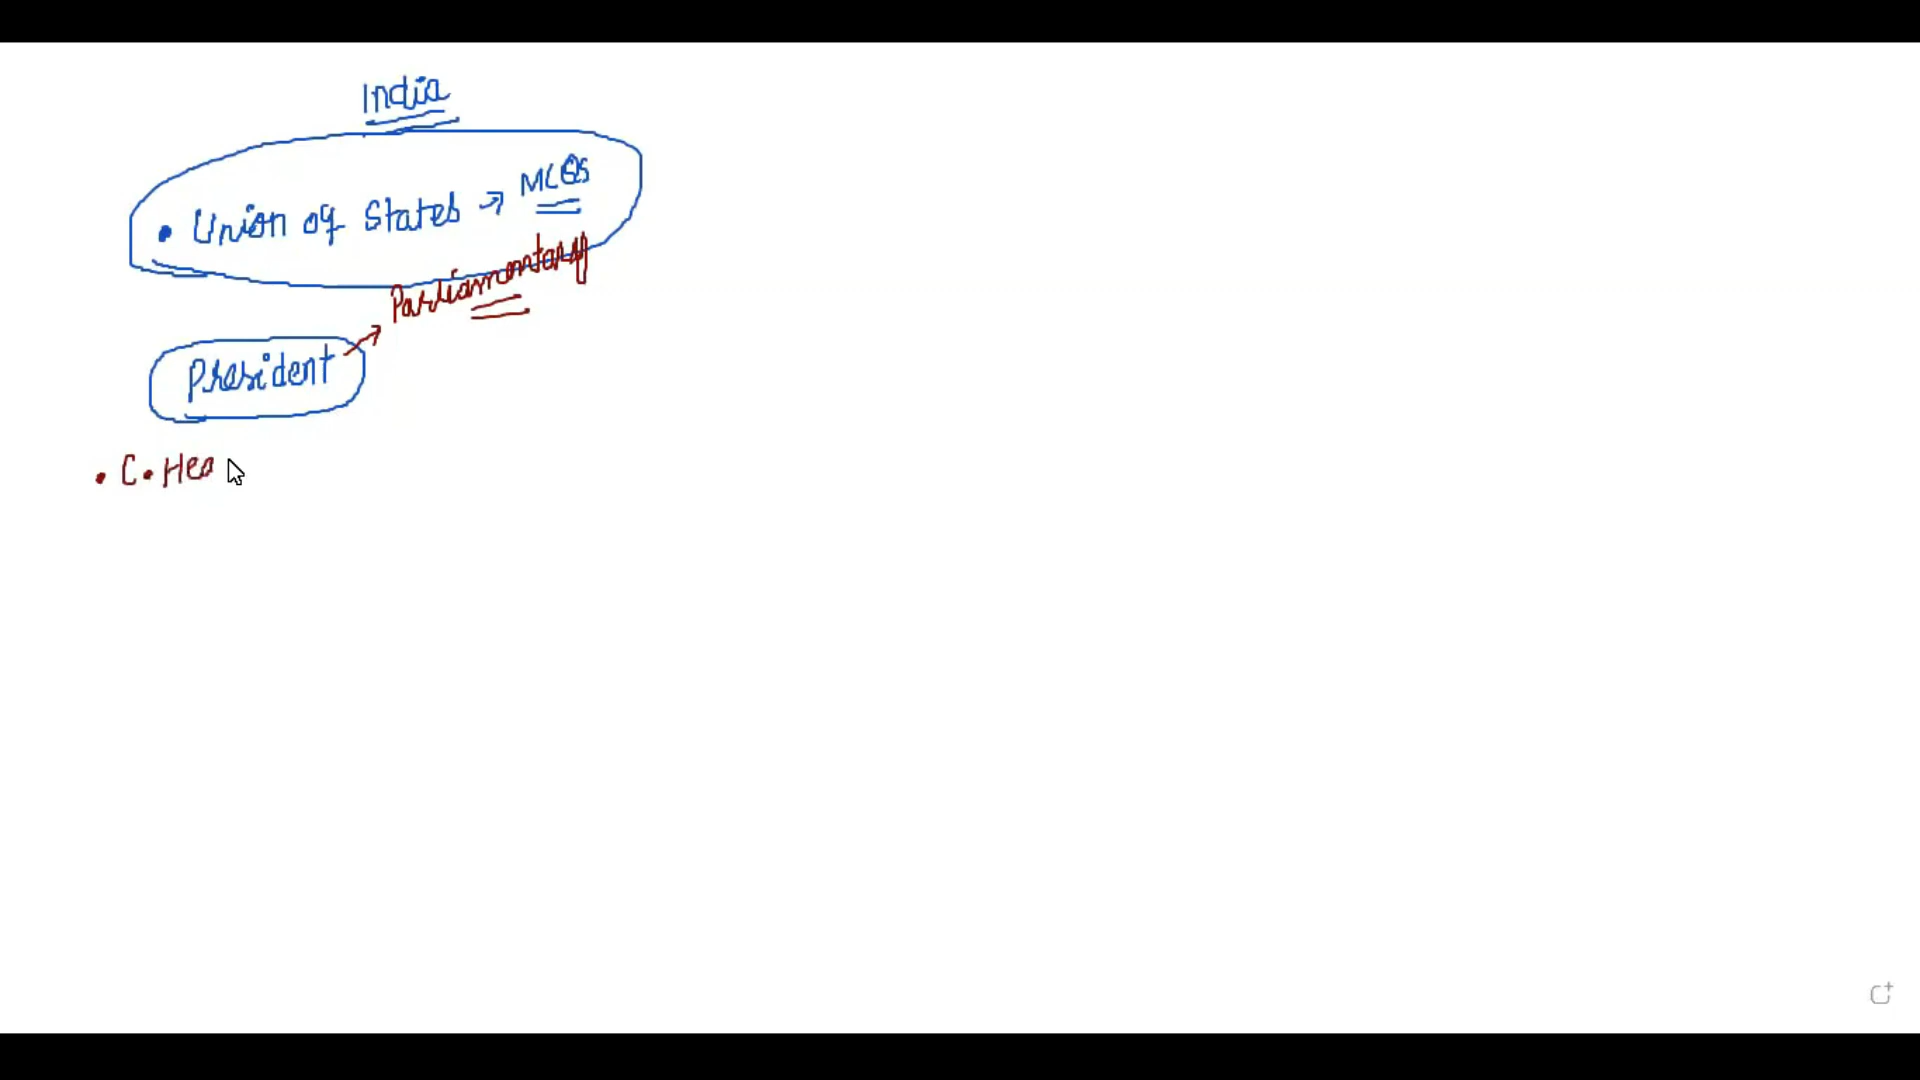 India
• Union of States → MCQs
Parliamentary
President
• C. Hea